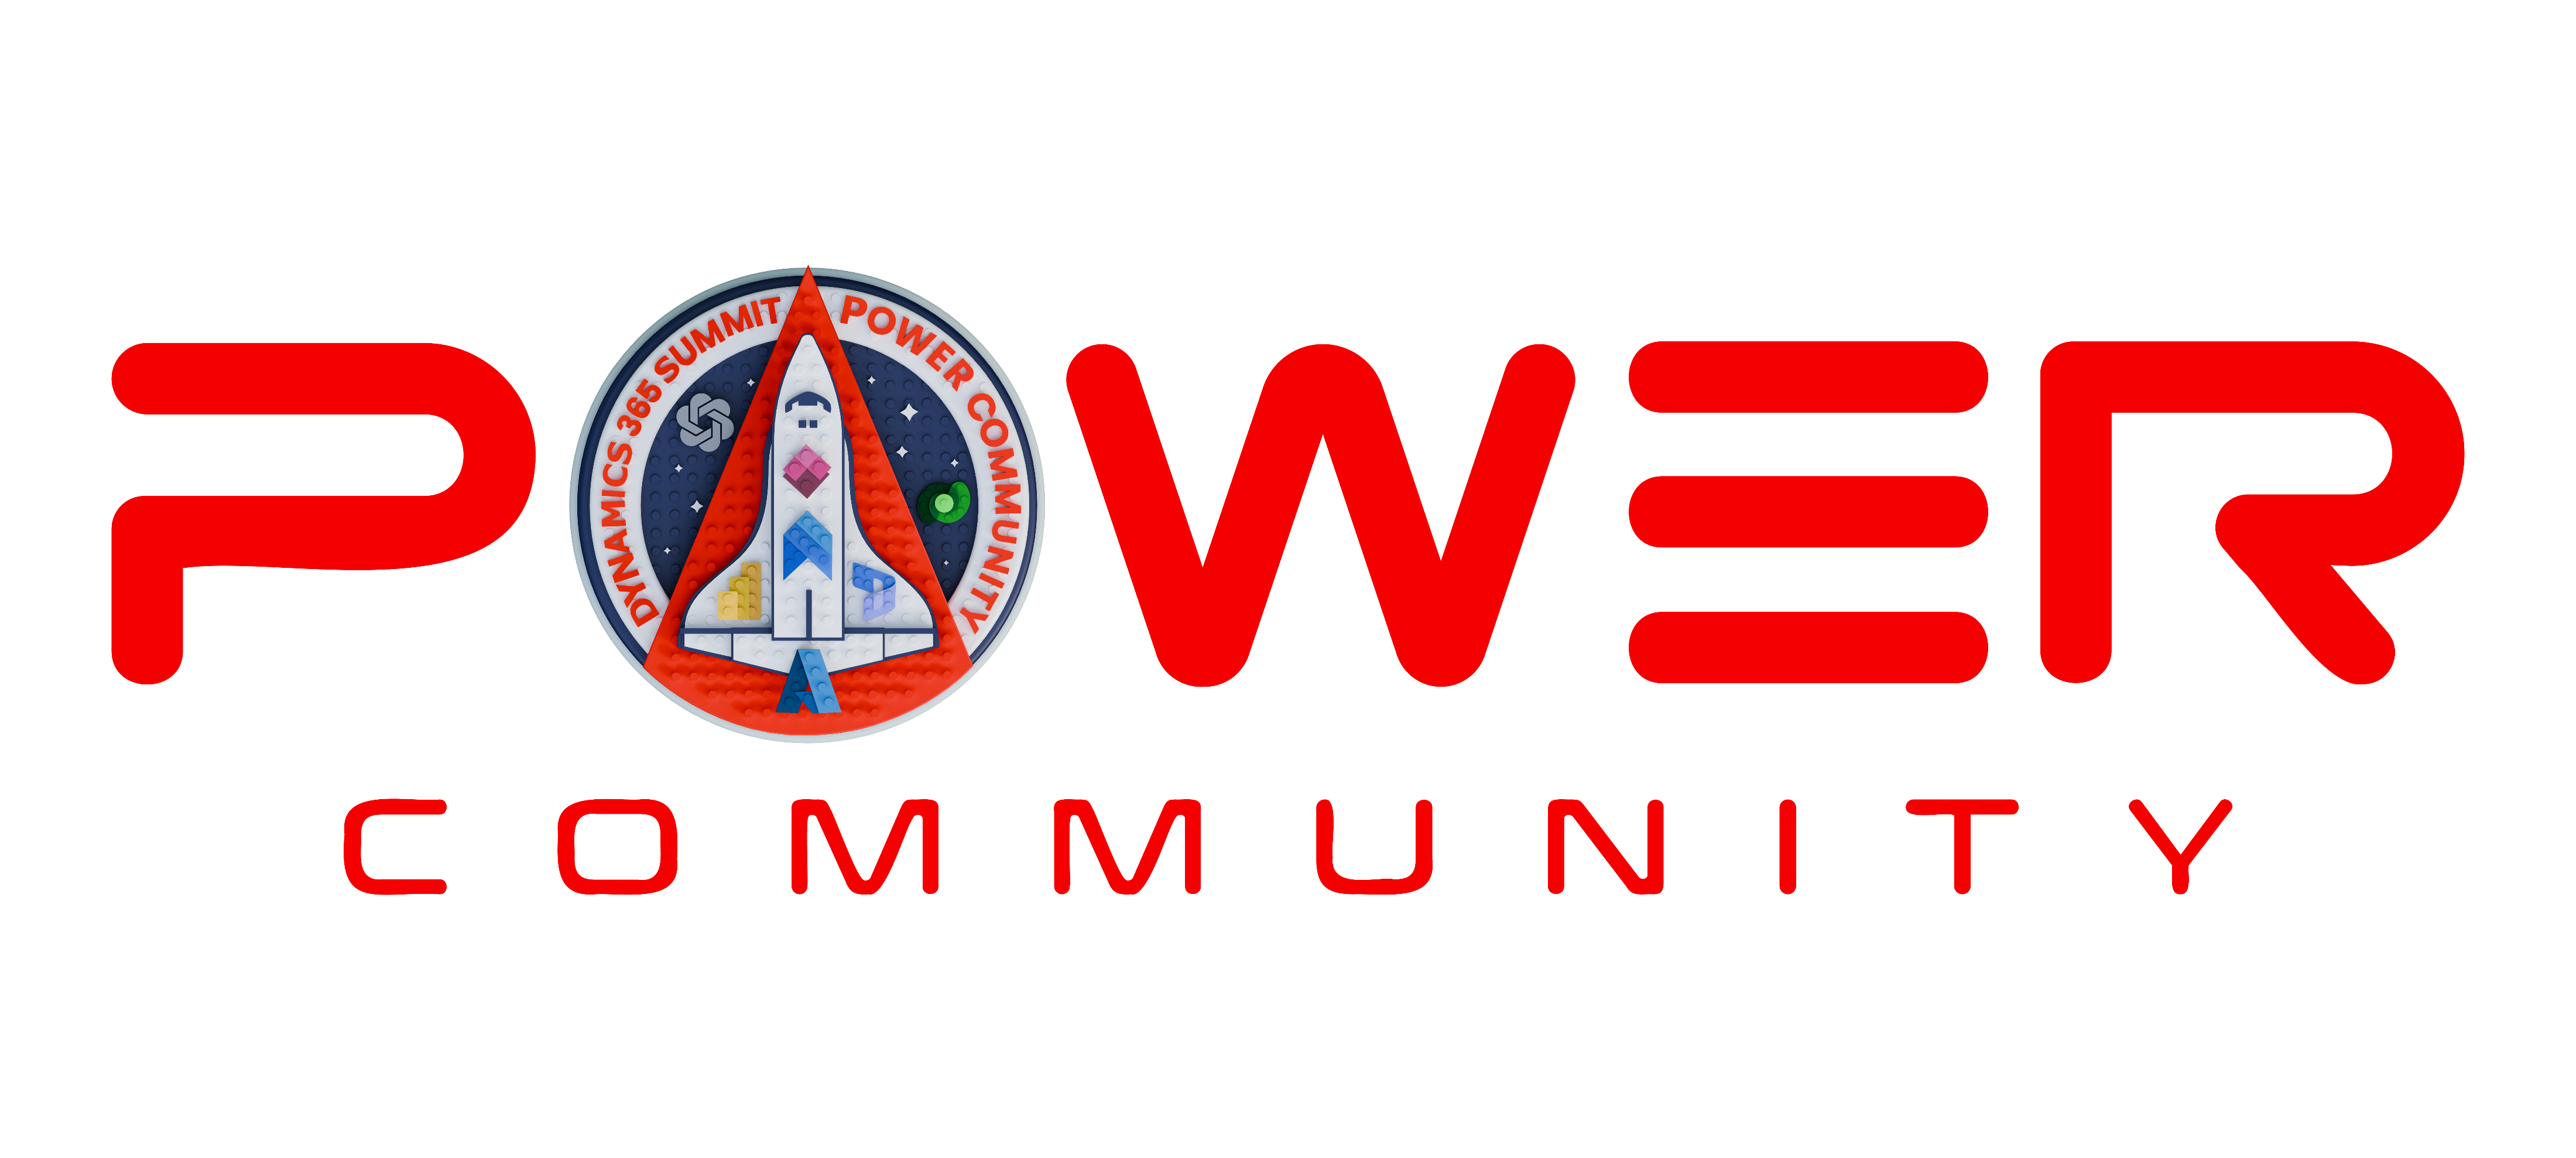 POWER
DYNAMICS 365 SUMMIT
POWER COMMUNITY
COMMUNITY